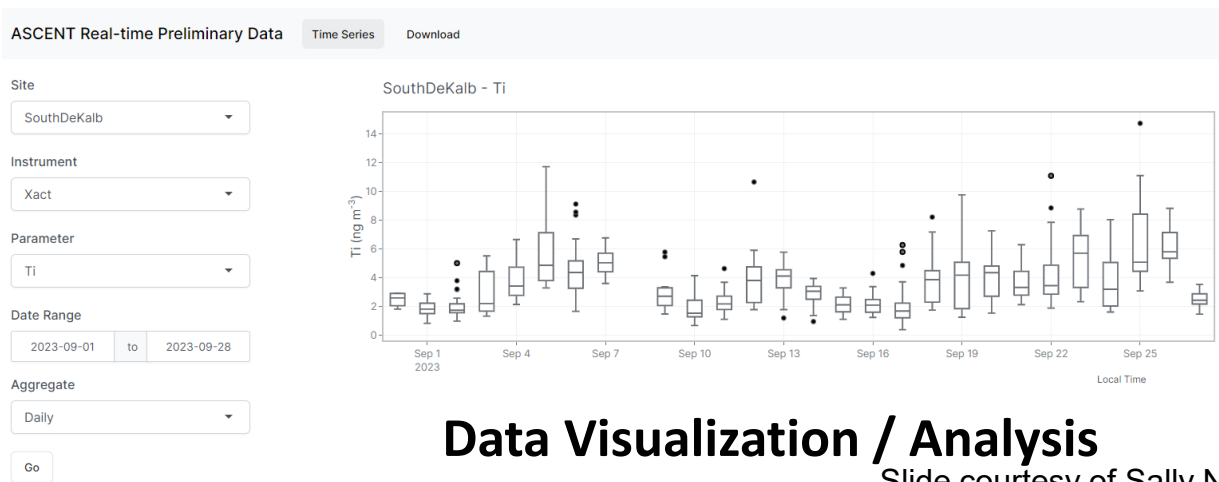 ASCENT Real-time Preliminary Data Time Series Download
Site
SouthDeKalb
Instrument
Xact
Parameter
Ti
Date Range
2023-09-01 to 2023-09-28
Aggregate
Daily
Go
SouthDeKalb - Ti
Ti (ng m⁻³)
14
12
10
8
6
4
2
0
Sep 1 Sep 4 Sep 7 Sep 10 Sep 13 Sep 16 Sep 19 Sep 22 Sep 25
2023
Local Time
Data Visualization / Analysis
Slide courtesy of Sally